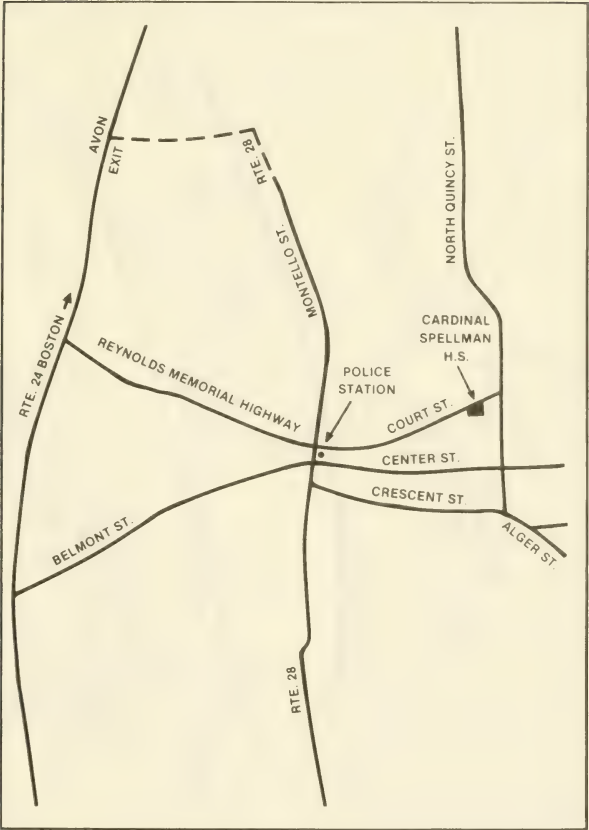 AVON
EXIT
RTE. 28
NORTH QUINCY ST.
MONTELLO ST.
RTE. 24 BOSTON
CARDINAL
SPELLMAN
H.S.
REYNOLDS MEMORIAL HIGHWAY
POLICE
STATION
COURT ST.
CENTER ST.
CRESCENT ST.
BELMONT ST.
ALGER ST.
RTE. 28